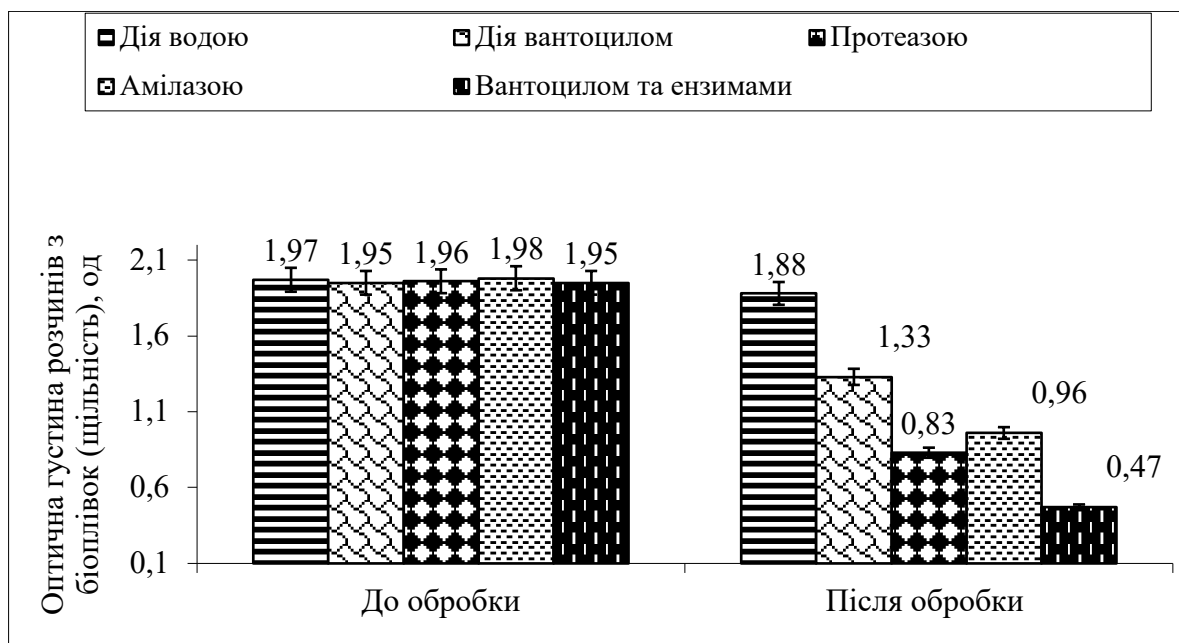 Дія водою Дія вантоцилом Протеазою
Амілазою Вантоцилом та ензимами
Оптична густина розчинів з
біоплівок (щільність), од
2,1
1,6
1,1
0,6
0,1
1,97 1,95 1,96 1,98 1,95
1,88 1,33 0,83 0,96 0,47
До обробки Після обробки